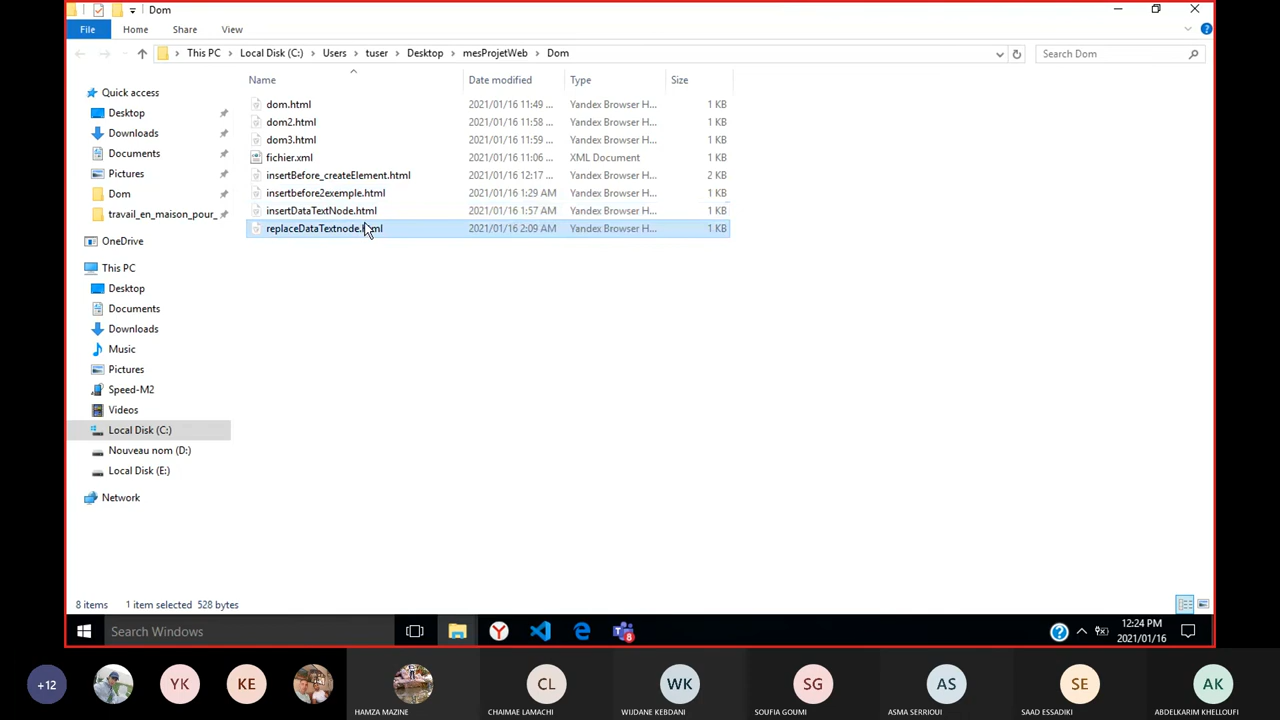 Dom
File Home Share View
This PC Local Disk (C:) Users tuser Desktop mesProjetWeb Dom
Search Dom
Name Date modified Type Size
Quick access
Desktop
Downloads
Documents
Pictures
Dom
travail_en_maison_pour_
OneDrive
This PC
Desktop
Documents
Downloads
Music
Pictures
Speed-M2
Videos
Local Disk (C:)
Nouveau nom (D:)
Local Disk (E:)
Network
dom.html 2021/01/16 11:49 ... Yandex Browser H... 1 KB
dom2.html 2021/01/16 11:58 ... Yandex Browser H... 1 KB
dom3.html 2021/01/16 11:59 ... Yandex Browser H... 1 KB
fichier.xml 2021/01/16 11:06 ... XML Document 1 KB
insertBefore_createElement.html 2021/01/16 12:17 ... Yandex Browser H... 2 KB
insertbefore2exemple.html 2021/01/16 1:29 AM Yandex Browser H... 1 KB
insertDataTextNode.html 2021/01/16 1:57 AM Yandex Browser H... 1 KB
replaceDataTextnode.html 2021/01/16 2:09 AM Yandex Browser H... 1 KB
8 items 1 item selected 528 bytes
Search Windows
8
12:24 PM
2021/01/16
+12 YK KE CL WK SG AS SE AK
HAMZA MAZINE CHAIMAE LAMACHI WIJDANE KEBDANI SOUFIA GOUMI ASMA SERRIOUI SAAD ESSADIKI ABDELKARIM KHELLOUFI